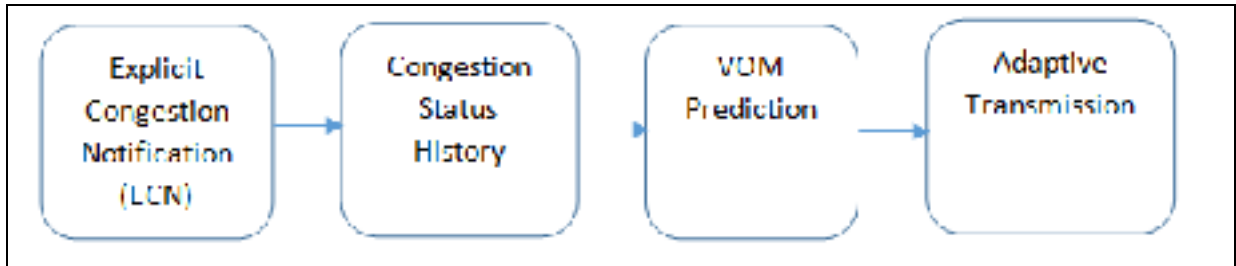 Explicit
Congestion
Notification
(ECN)
Congestion
Status
History
VOM
Prediction
Adaptive
Transmission